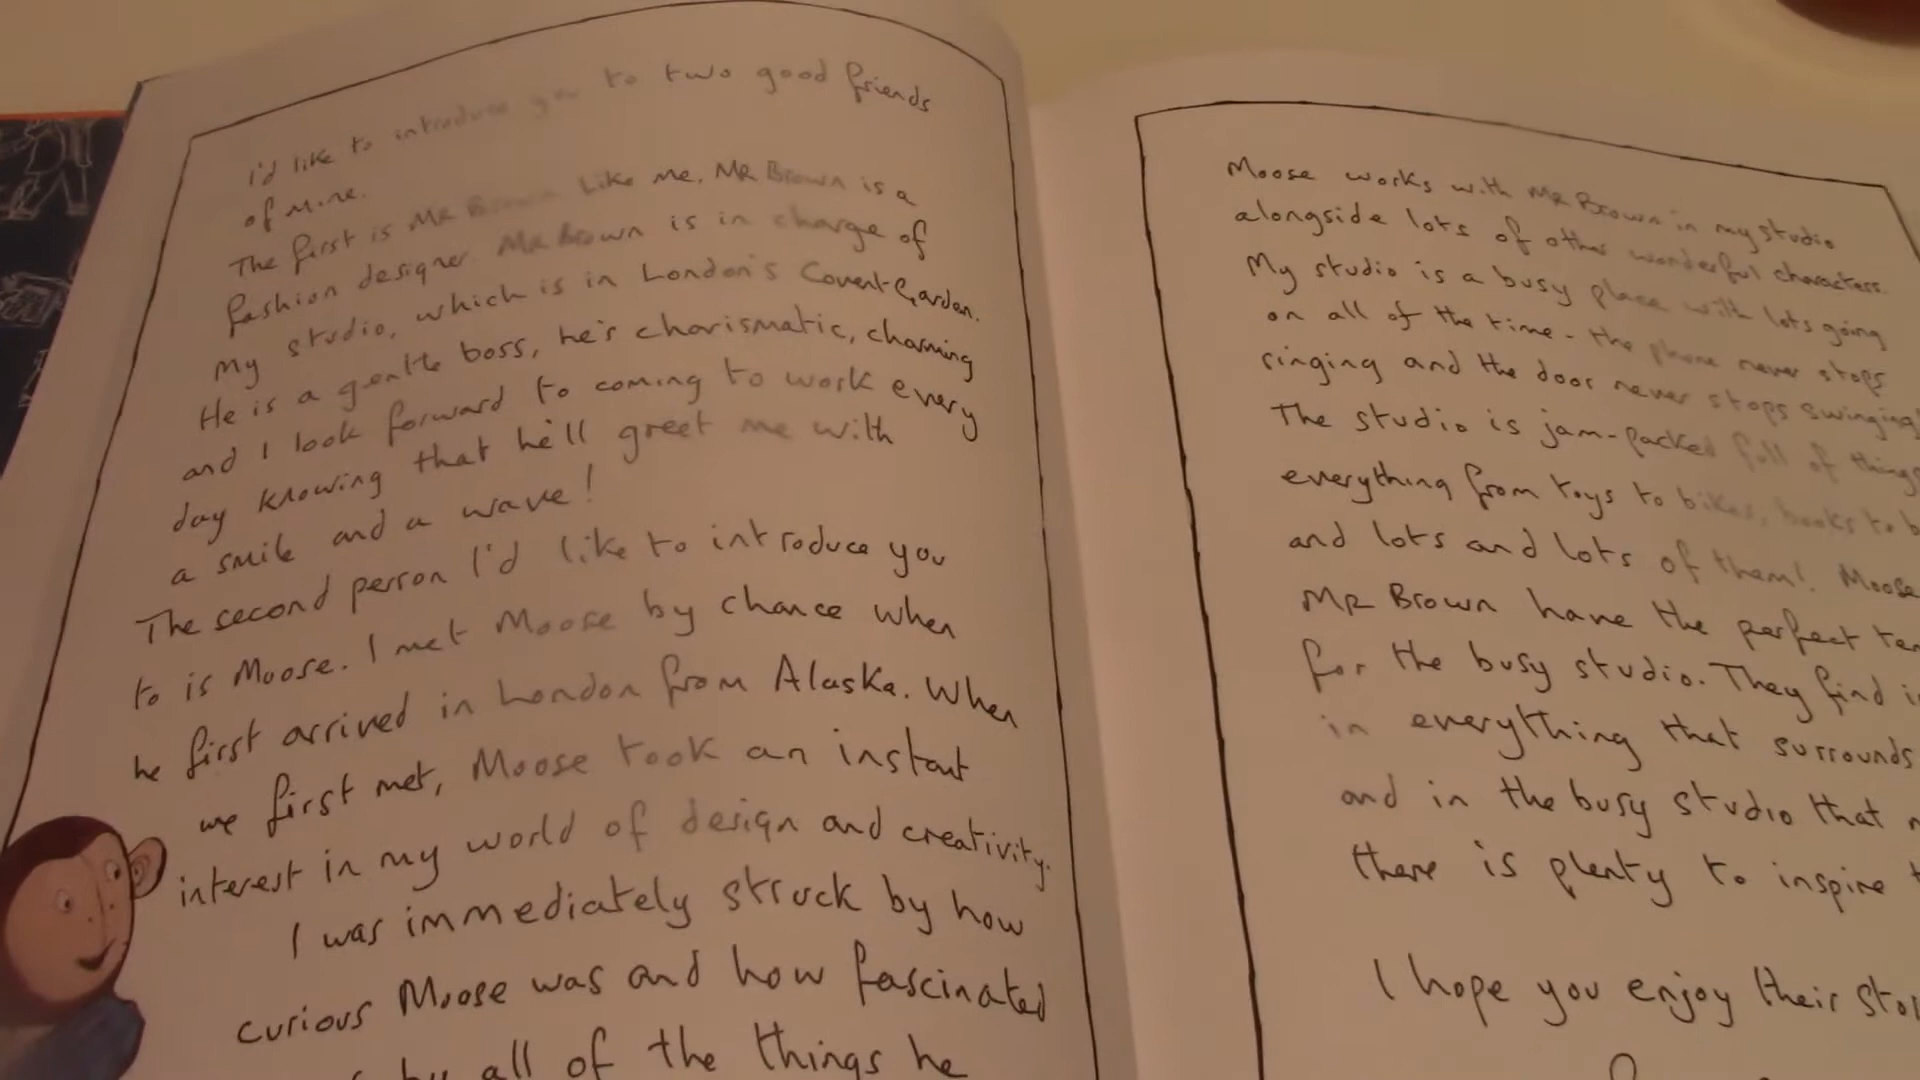 I'd like to introduce you to two good friends
of mine.
The first is Mr Brown Like me, Mr Brown is a
fashion designer. Mr Brown is in charge of
my studio, which is in London's Covent Garden.
He is a gentle boss, he's charismatic, charming
and I look forward to coming to work every
day knowing that he'll greet me with
a smile and a wave!
The second person I'd like to introduce you
to is Moose. I met Moose by chance when
he first arrived in London from Alaska. When
we first met, Moose took an instant
interest in my world of design and creativity.
I was immediately struck by how
curious Moose was and how fascinated
by all of the things he
Moose works with Mr Brown in my studio
alongside lots of other wonderful characters.
My studio is a busy place with lots going
on all of the time - the phone never stops
ringing and the door never stops swinging!
The studio is jam-packed full of things
everything from toys to bikes, books to
and lots and lots of them! Moose
Mr Brown have the perfect
for the busy studio. They find
in everything that surrounds
and in the busy studio that
there is plenty to inspire
I hope you enjoy their